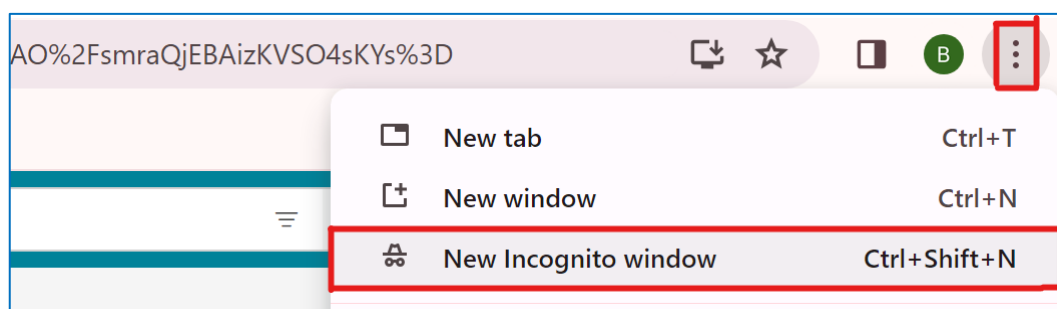 AO%2FsmraQjEBAizKVSO4sKYs%3D B
New tab Ctrl+T
New window Ctrl+N
New Incognito window Ctrl+Shift+N